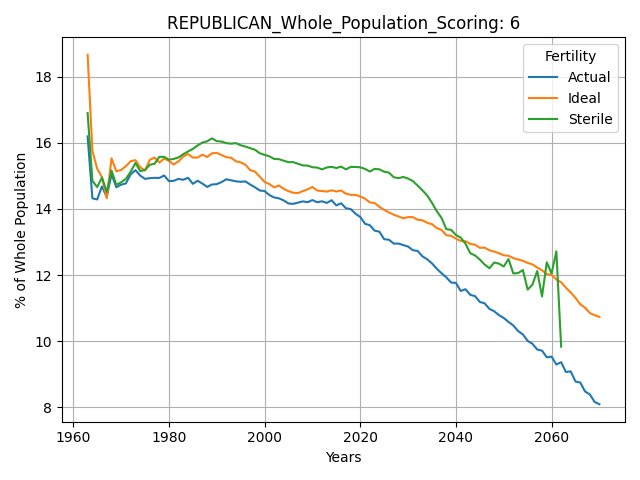 REPUBLICAN_Whole_Population_Scoring: 6
Fertility
Actual
Ideal
Sterile
% of Whole Population
18
16
14
12
10
8
1960 1980 2000 2020 2040 2060
Years